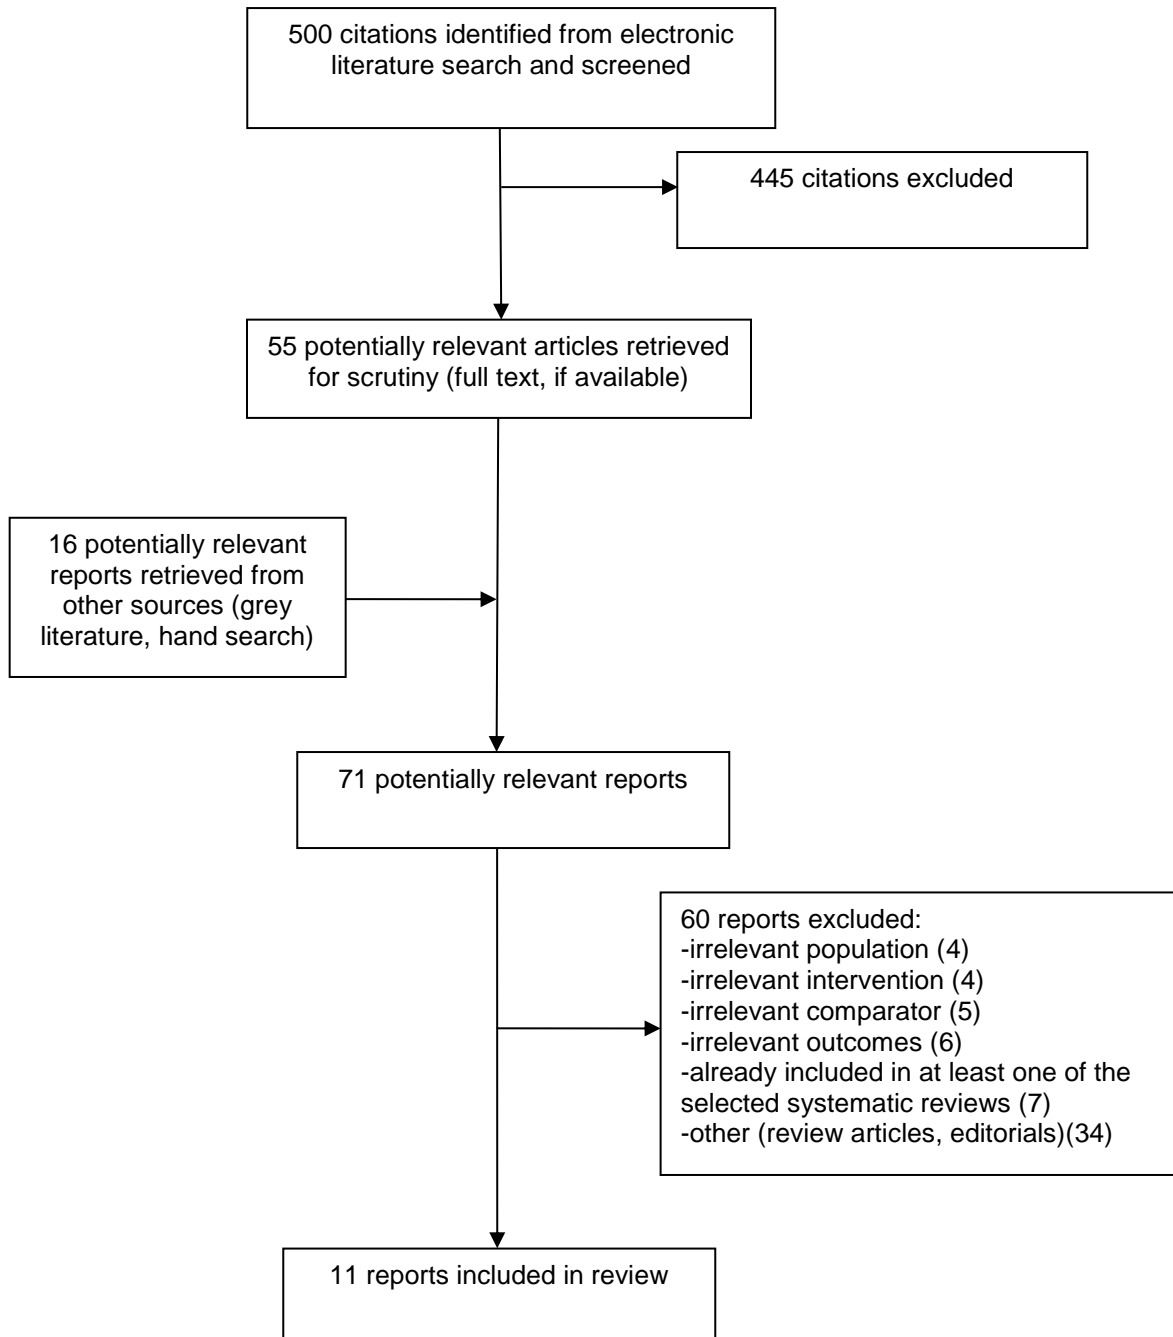 500 citations identified from electronic
literature search and screened
445 citations excluded
55 potentially relevant articles retrieved
for scrutiny (full text, if available)
16 potentially relevant
reports retrieved from
other sources (grey
literature, hand search)
71 potentially relevant reports
60 reports excluded:
-irrelevant population (4)
-irrelevant intervention (4)
-irrelevant comparator (5)
-irrelevant outcomes (6)
-already included in at least one of the
selected systematic reviews (7)
-other (review articles, editorials)(34)
11 reports included in review